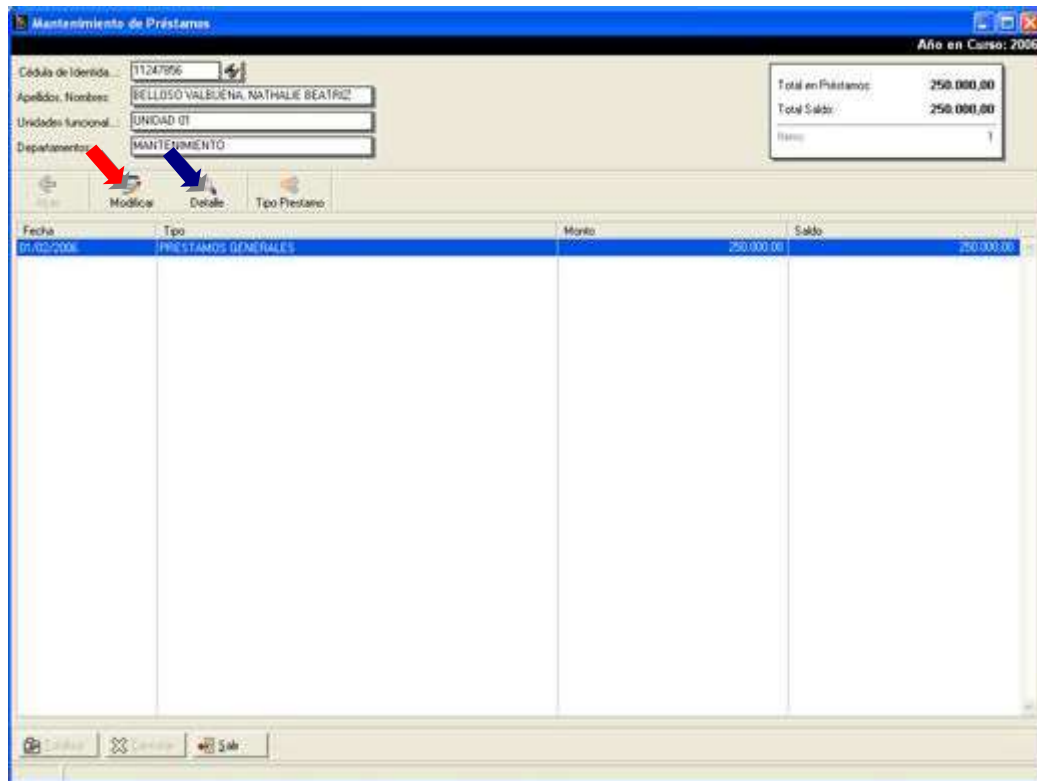 Mantenimiento de Préstamos
Año en Curso: 2006
Cédula de Identida...: 11247856
Apellidos, Nombres: BELLOSO VALBUENA, NATHALIE BEATRIZ
Unidades funcional...: UNIDAD 01
Departamentos MANTENIMIENTO
Total en Préstamos: 250.000,00
Total Saldo: 250.000,00
1
Modificar Detalle Tipo Prestamo
Fecha Tipo Monto Saldo
01/02/2006 PRESTAMOS GENERALES 250.000,00 250.000,00
Salir